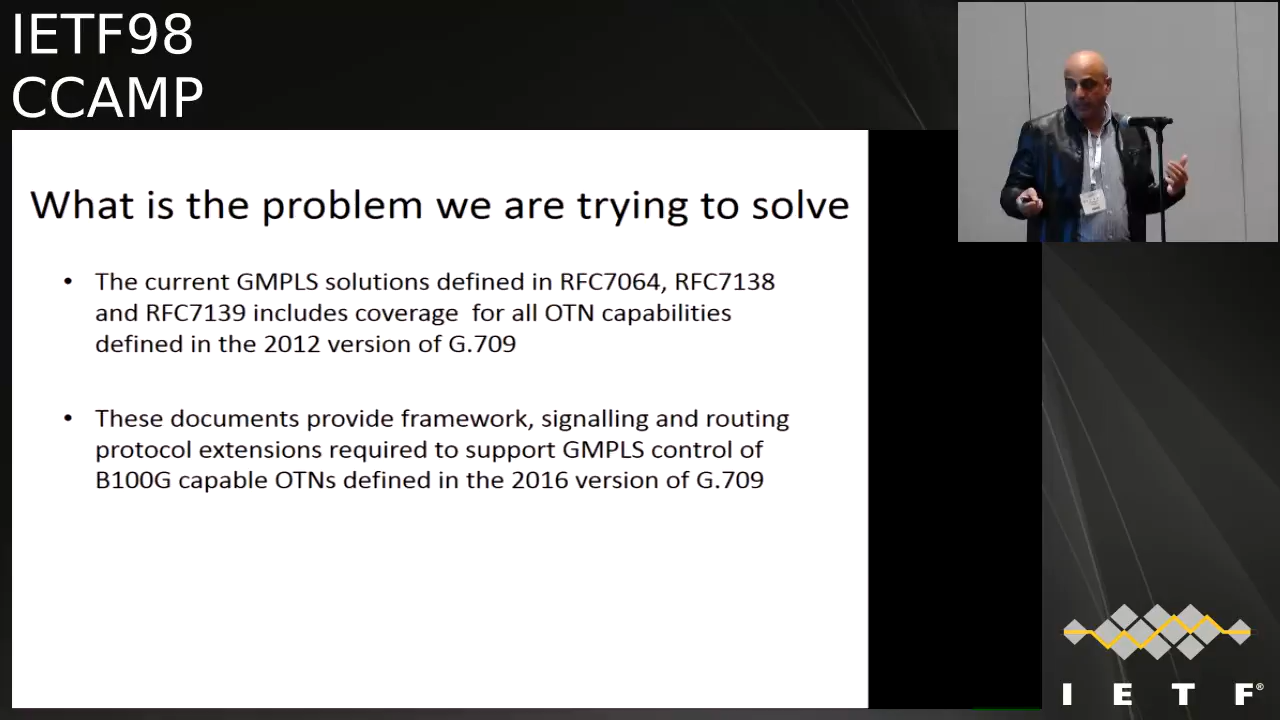 IETF98
CCAMP
What is the problem we are trying to solve
• The current GMPLS solutions defined in RFC7064, RFC7138
and RFC7139 includes coverage for all OTN capabilities
defined in the 2012 version of G.709
• These documents provide framework, signalling and routing
protocol extensions required to support GMPLS control of
B100G capable OTNs defined in the 2016 version of G.709
I E T F®